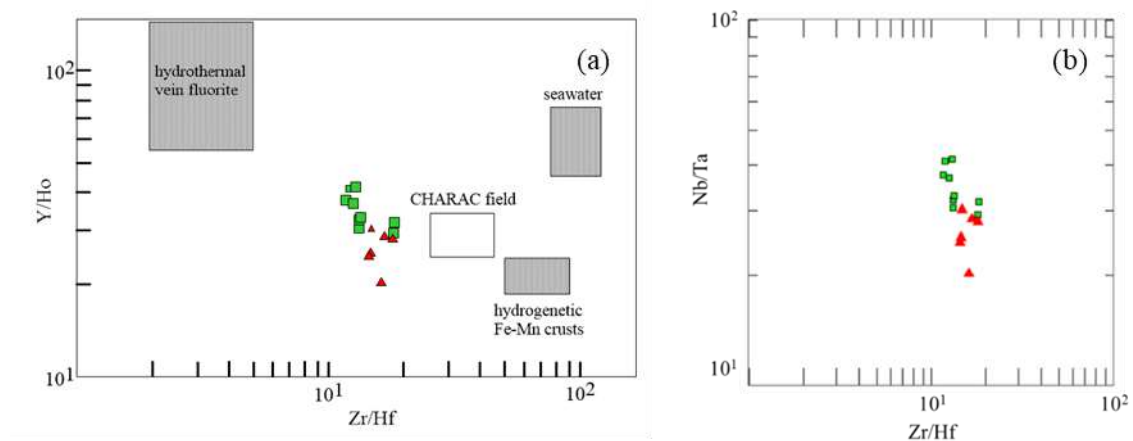 (a)
10²
hydrothermal
vein fluorite
seawater
CHARAC field
hydrogenetic
Fe-Mn crusts
Y/Ho
10¹
10¹
10²
Zr/Hf
(b)
10²
Nb/Ta
10¹
10¹
10²
Zr/Hf